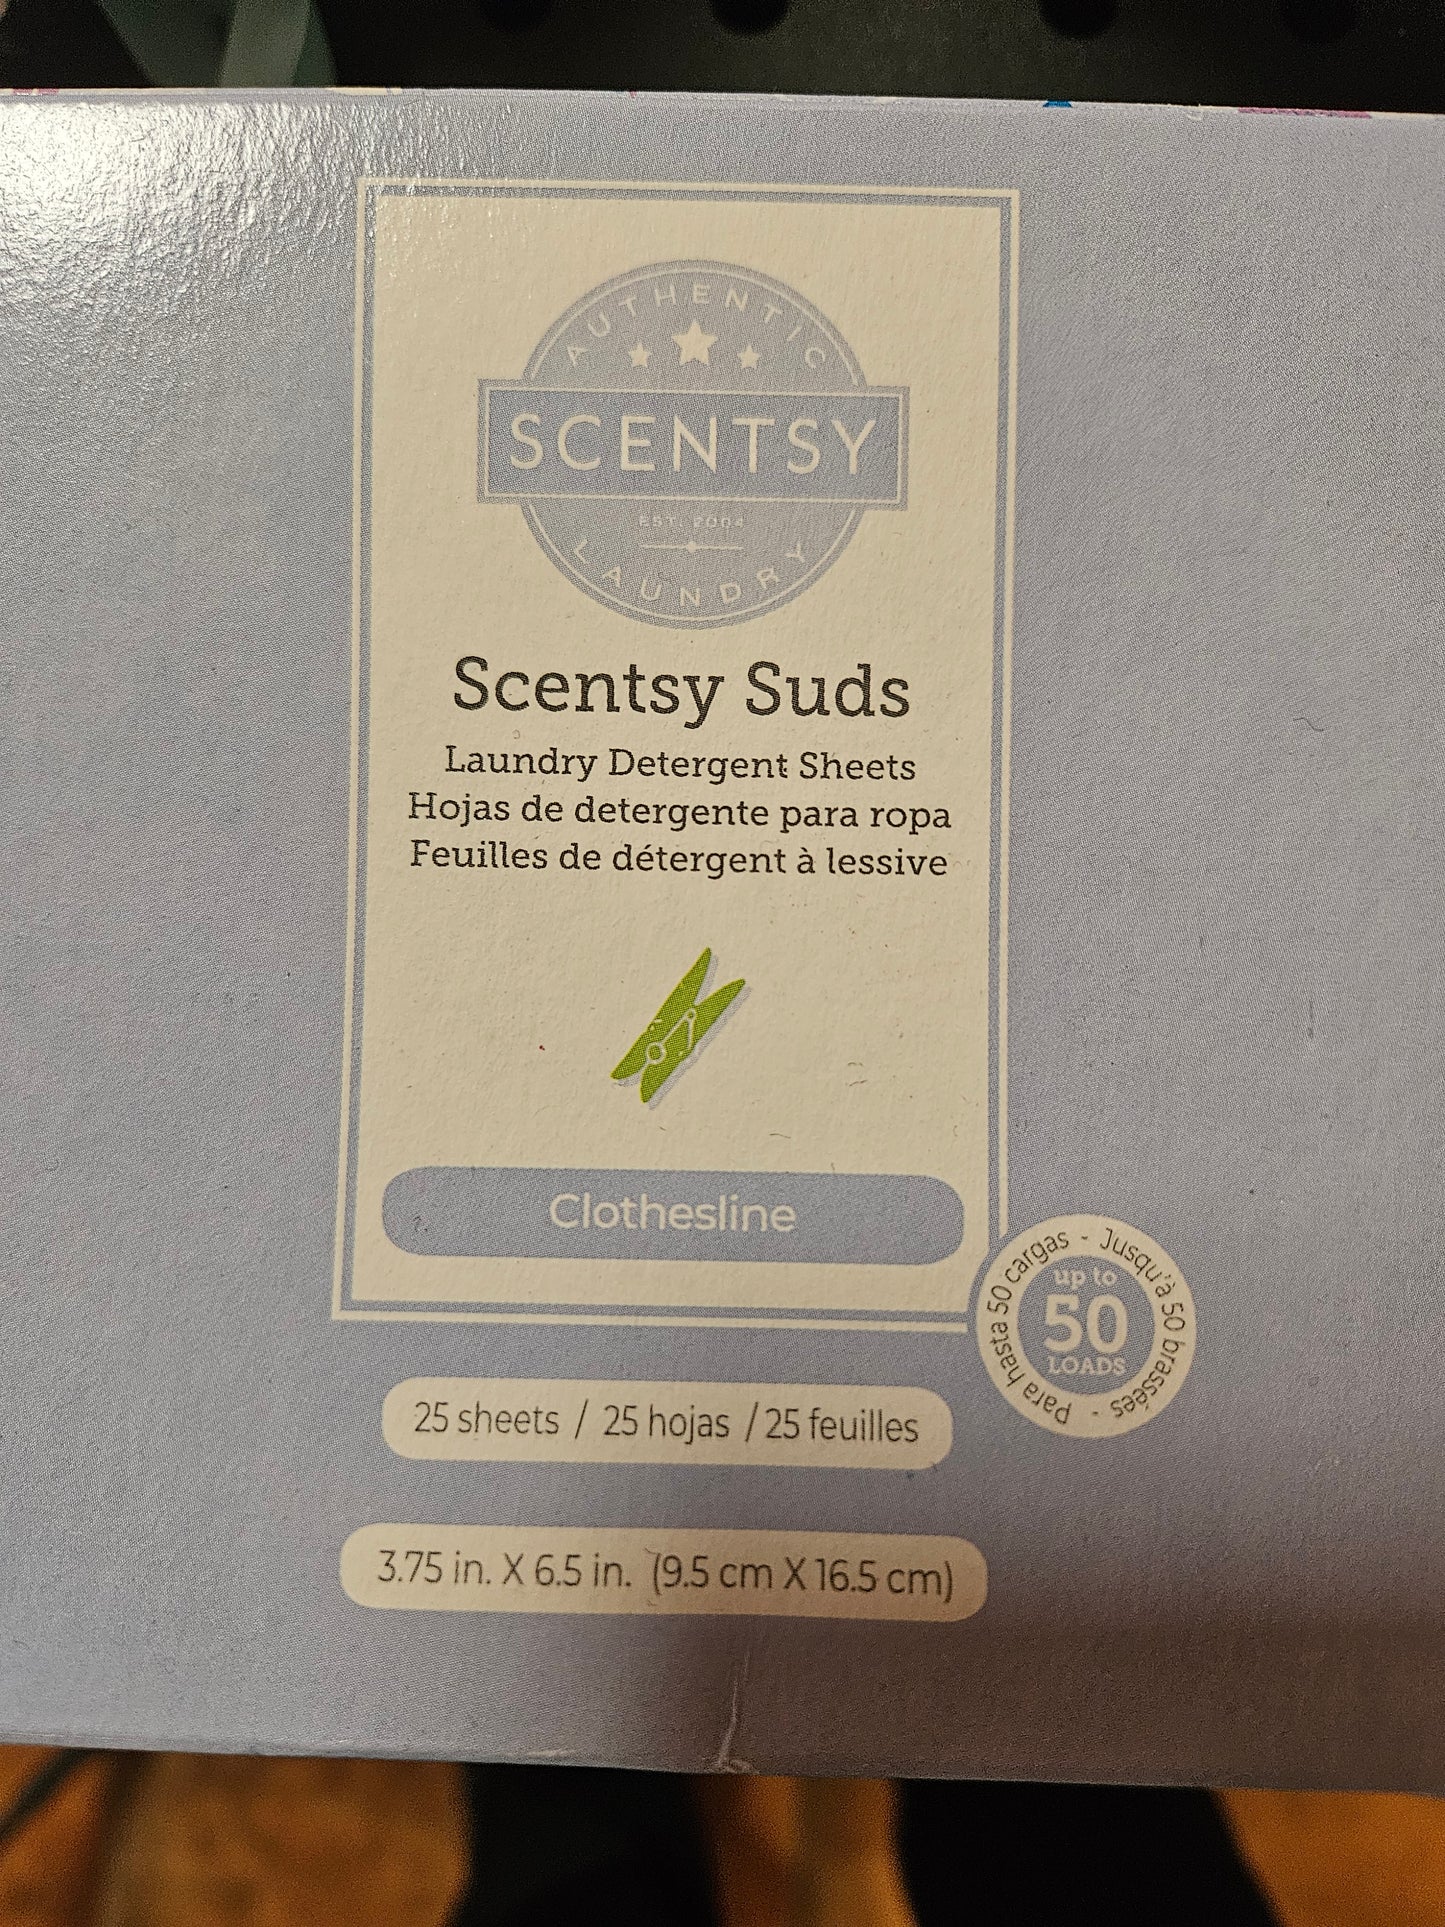 AUTHENTIC
SCENTSY
EST. 2004
LAUNDRY
Scentsy Suds
Laundry Detergent Sheets
Hojas de detergente para ropa
Feuilles de détergent à lessive
Clothesline
Para hasta 50 cargas - Jusqu'à 50 brassées -
up to
50
LOADS
25 sheets / 25 hojas / 25 feuilles
3.75 in. X 6.5 in. (9.5 cm X 16.5 cm)